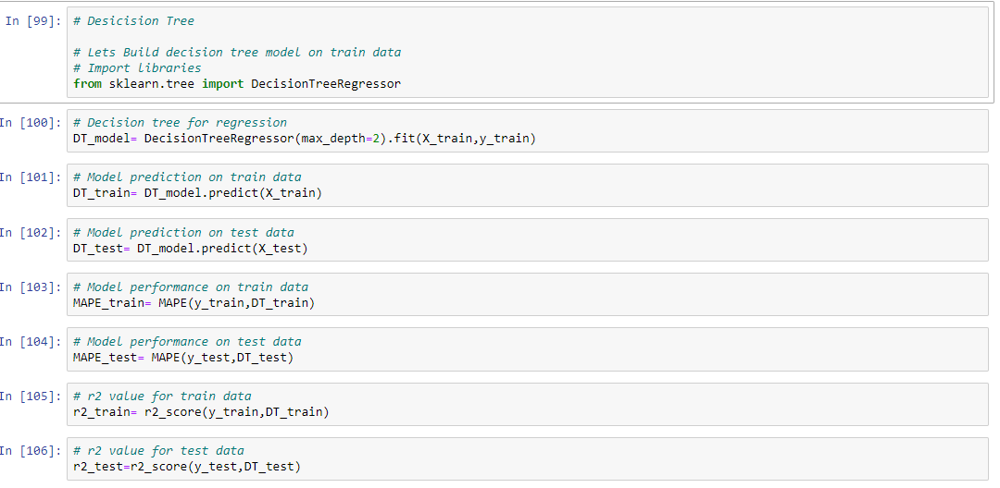 In [99]: # Desicision Tree
# Lets Build decision tree model on train data
# Import libraries
from sklearn.tree import DecisionTreeRegressor
In [100]: # Decision tree for regression
DT_model= DecisionTreeRegressor(max_depth=2).fit(X_train,y_train)
In [101]: # Model prediction on train data
DT_train= DT_model.predict(X_train)
In [102]: # Model prediction on test data
DT_test= DT_model.predict(X_test)
In [103]: # Model performance on train data
MAPE_train= MAPE(y_train,DT_train)
In [104]: # Model performance on test data
MAPE_test= MAPE(y_test,DT_test)
In [105]: # r2 value for train data
r2_train= r2_score(y_train,DT_train)
In [106]: # r2 value for test data
r2_test=r2_score(y_test,DT_test)